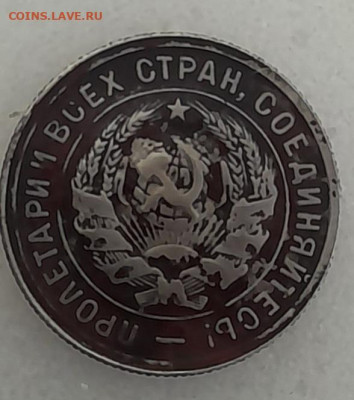 COINS.LAVE.RU
ПРОЛЕТАРИИ ВСЕХ СТРАН, СОЕДИНЯЙТЕСЬ! —